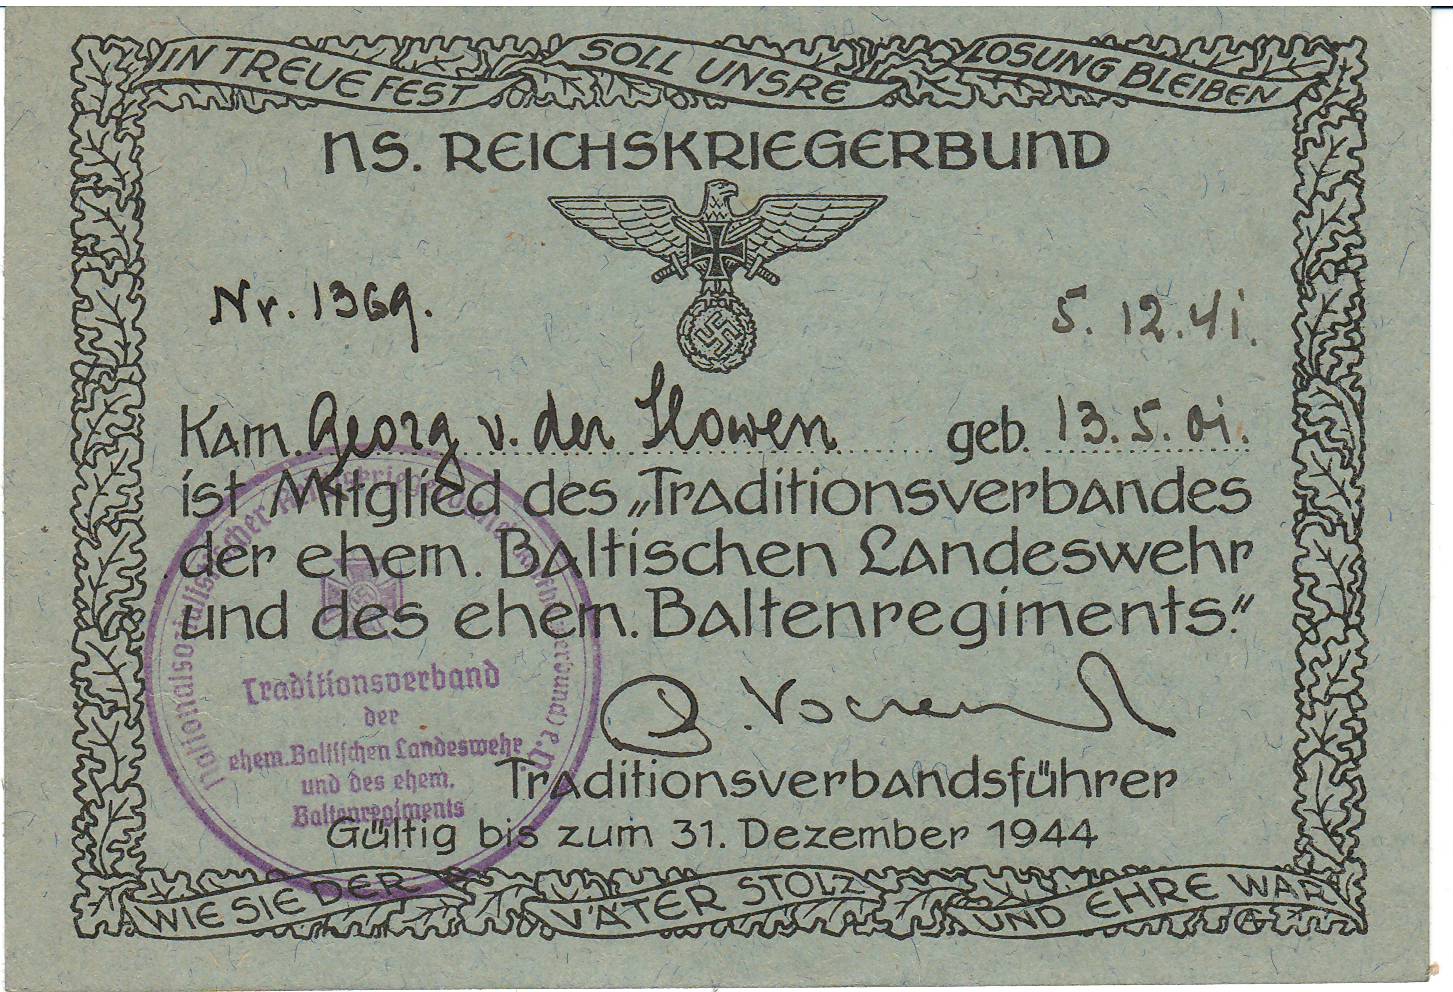 IN TREUE FEST SOLL UNSRE LOSUNG BLEIBEN
NS. REICHSKRIEGERBUND
Nr. 1369. 5. 12. 41.
Kam. Georg v. der Howen geb. 13. 5. 01.
ist Mitglied des „Traditionsverbandes
der ehem. Baltischen Landeswehr
und des ehem. Baltenregiments.“
Traditionsverbandsführer
Gültig bis zum 31. Dezember 1944
WIE SIE DER VÄTER STOLZ UND EHRE WAR
Nationalsozialistischer Reichskriegerbund (Kyffhäuserbund) e.V.
Traditionsverband
der
ehem. Baltischen Landeswehr
und des ehem.
Baltenregiments